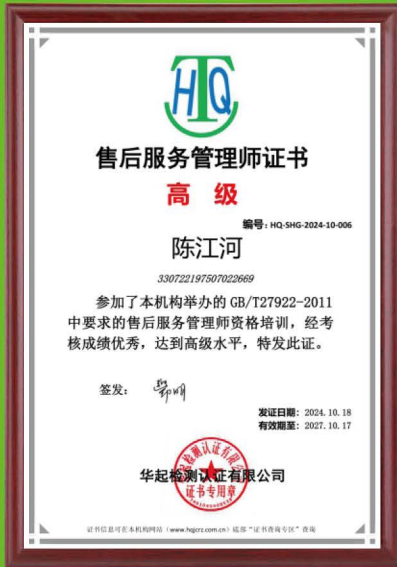 HTQ
售后服务管理师证书
高 级
编号：HQ-SHG-2024-10-006
陈江河
330722197507022669
参加了本机构举办的 GB/T27922-2011
中要求的售后服务管理师资格培训，经考
核成绩优秀，达到高级水平，特发此证。
签发：
发证日期：2024.10.18
有效期至：2027.10.17
华起检测认证有限公司
证书专用章
证书信息可在本机构网站（www.hqjcrz.com.cn）底部“证书查询专区”查询